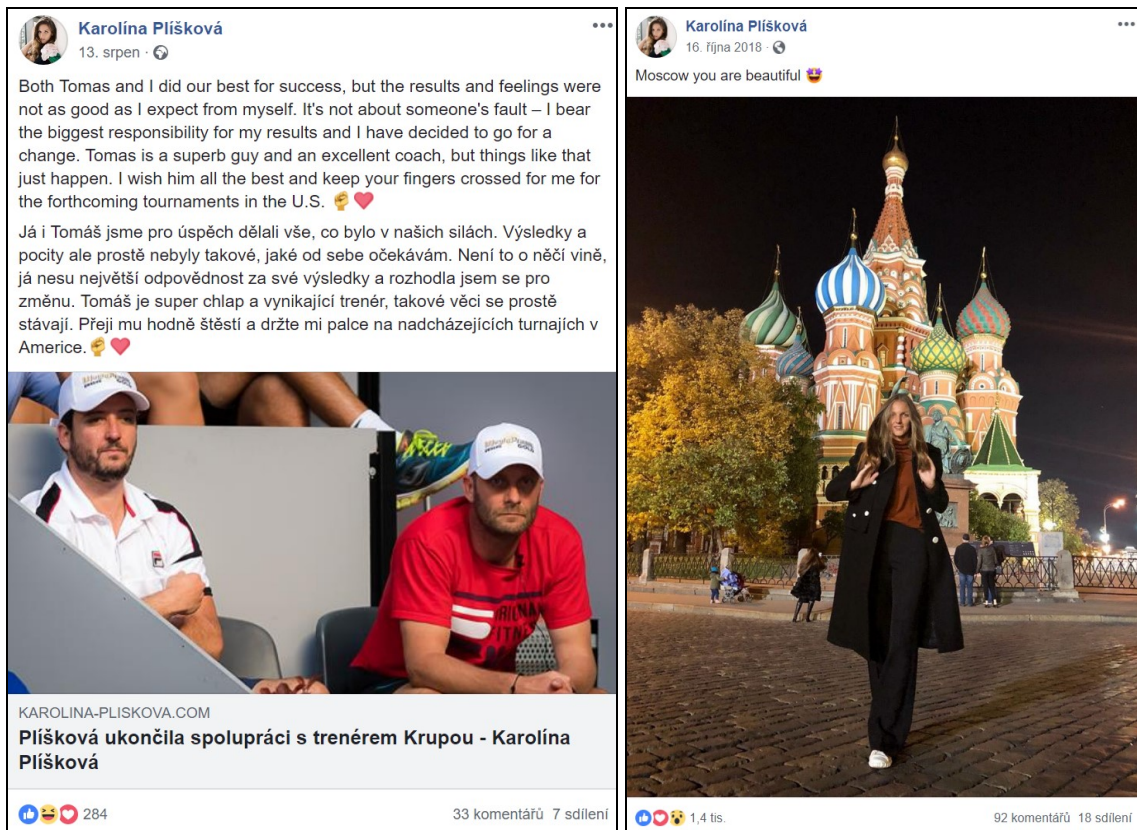 Karolína Plíšková
13. srpen ·
Both Tomas and I did our best for success, but the results and feelings were
not as good as I expect from myself. It's not about someone's fault – I bear
the biggest responsibility for my results and I have decided to go for a
change. Tomas is a superb guy and an excellent coach, but things like that
just happen. I wish him all the best and keep your fingers crossed for me for
the forthcoming tournaments in the U.S. ✊❤
Já i Tomáš jsme pro úspěch dělali vše, co bylo v našich silách. Výsledky a
pocity ale prostě nebyly takové, jaké od sebe očekávám. Není to o něčí vině,
já nesu největší odpovědnost za své výsledky a rozhodla jsem se pro
změnu. Tomáš je super chlap a vynikající trenér, takové věci se prostě
stávají. Přeji mu hodně štěstí a držte mi palce na nadcházejících turnajích v
Americe.✊❤
FILA
KAROLINA-PLISKOVA.COM
Plíšková ukončila spolupráci s trenérem Krupou - Karolína
Plíšková
284
33 komentářů 7 sdílení
Karolína Plíšková
16. října 2018 ·
Moscow you are beautiful 🤩
1,4 tis.
92 komentářů 18 sdílení